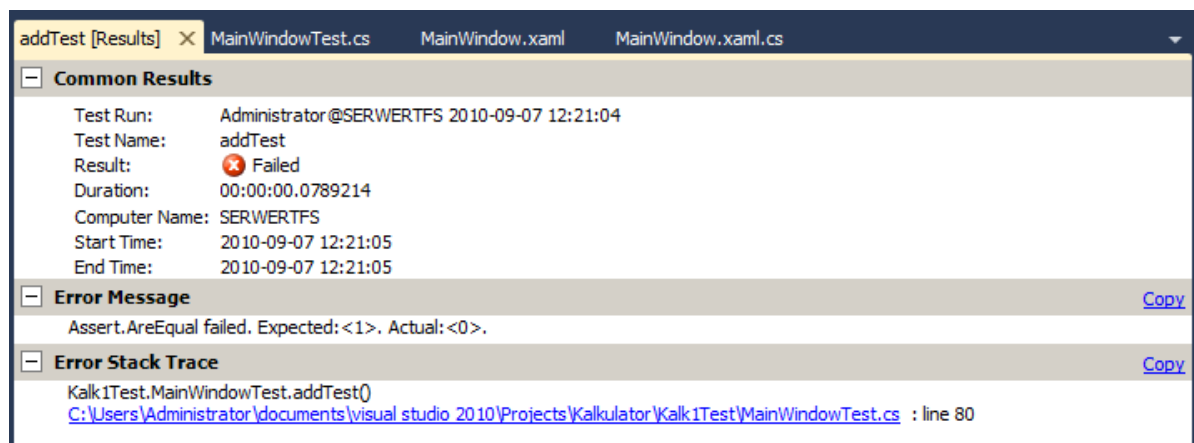 addTest [Results] MainWindowTest.cs MainWindow.xaml MainWindow.xaml.cs
Common Results
Test Run: Administrator@SERWERTFS 2010-09-07 12:21:04
Test Name: addTest
Result: Failed
Duration: 00:00:00.0789214
Computer Name: SERWERTFS
Start Time: 2010-09-07 12:21:05
End Time: 2010-09-07 12:21:05
Error Message Copy
Assert.AreEqual failed. Expected:<1>. Actual:<0>.
Error Stack Trace Copy
Kalk1Test.MainWindowTest.addTest()
C:\Users\Administrator\documents\visual studio 2010\Projects\Kalkulator\Kalk1Test\MainWindowTest.cs : line 80